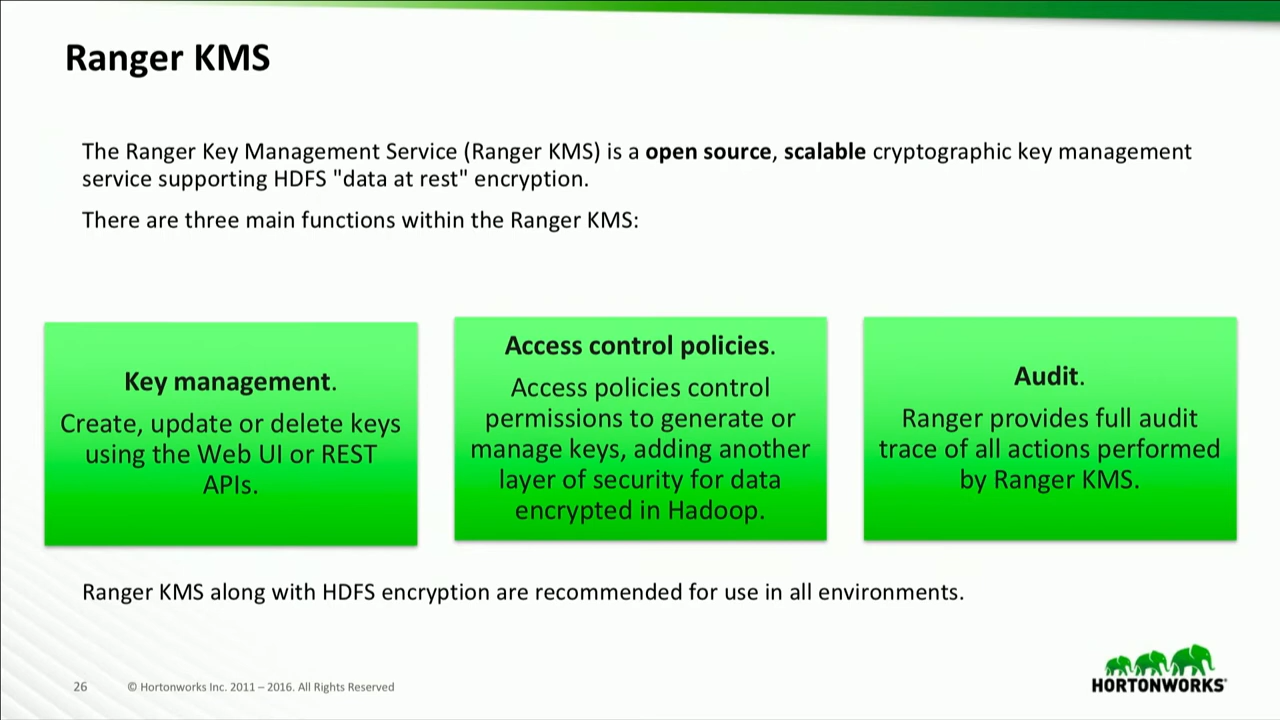 Ranger KMS
The Ranger Key Management Service (Ranger KMS) is a open source, scalable cryptographic key management
service supporting HDFS "data at rest" encryption.
There are three main functions within the Ranger KMS:
Key management.
Create, update or delete keys
using the Web UI or REST
APIs.
Access control policies.
Access policies control
permissions to generate or
manage keys, adding another
layer of security for data
encrypted in Hadoop.
Audit.
Ranger provides full audit
trace of all actions performed
by Ranger KMS.
Ranger KMS along with HDFS encryption are recommended for use in all environments.
26 © Hortonworks Inc. 2011 – 2016. All Rights Reserved
HORTONWORKS